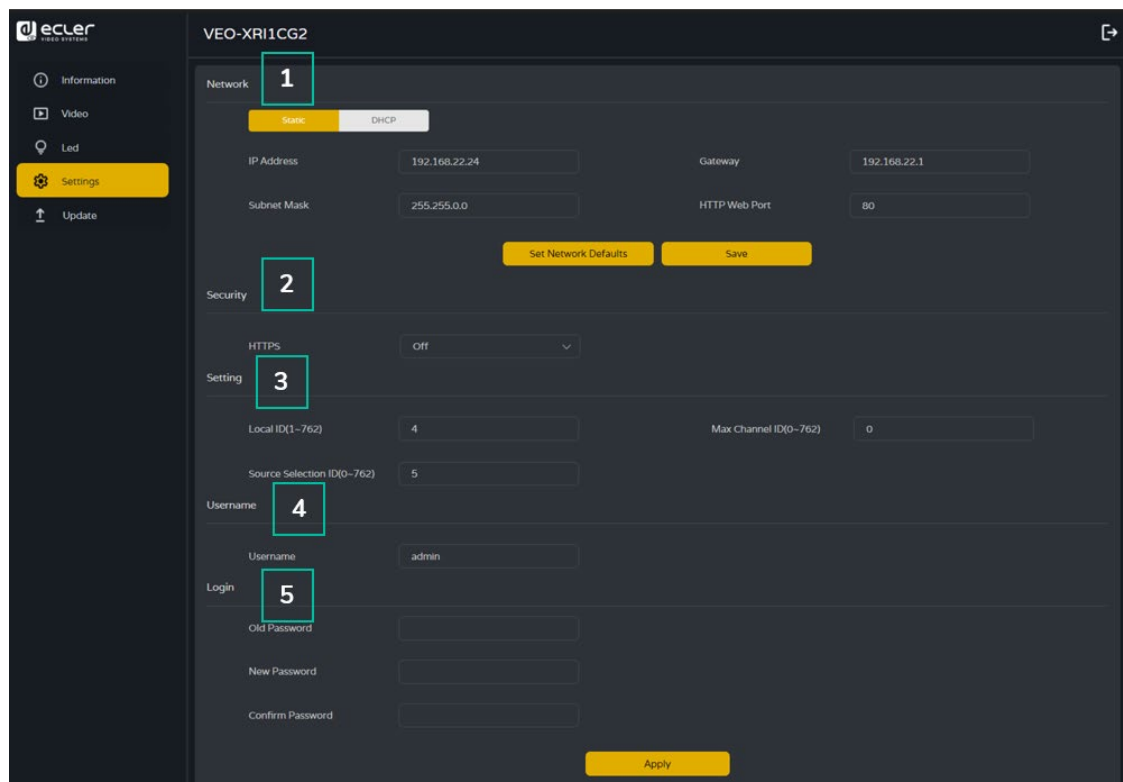 ecler
VIDEO SYSTEMS
VEO-XRI1CG2
Information
Video
Led
Settings
Update
Network
1
Static
DHCP
IP Address
192.168.22.24
Gateway
192.168.22.1
Subnet Mask
255.255.0.0
HTTP Web Port
80
Set Network Defaults
Save
Security
2
HTTPS
Off
Setting
3
Local ID(1~762)
4
Max Channel ID(0~762)
0
Source Selection ID(0~762)
5
Username
4
Username
admin
Login
5
Old Password
New Password
Confirm Password
Apply